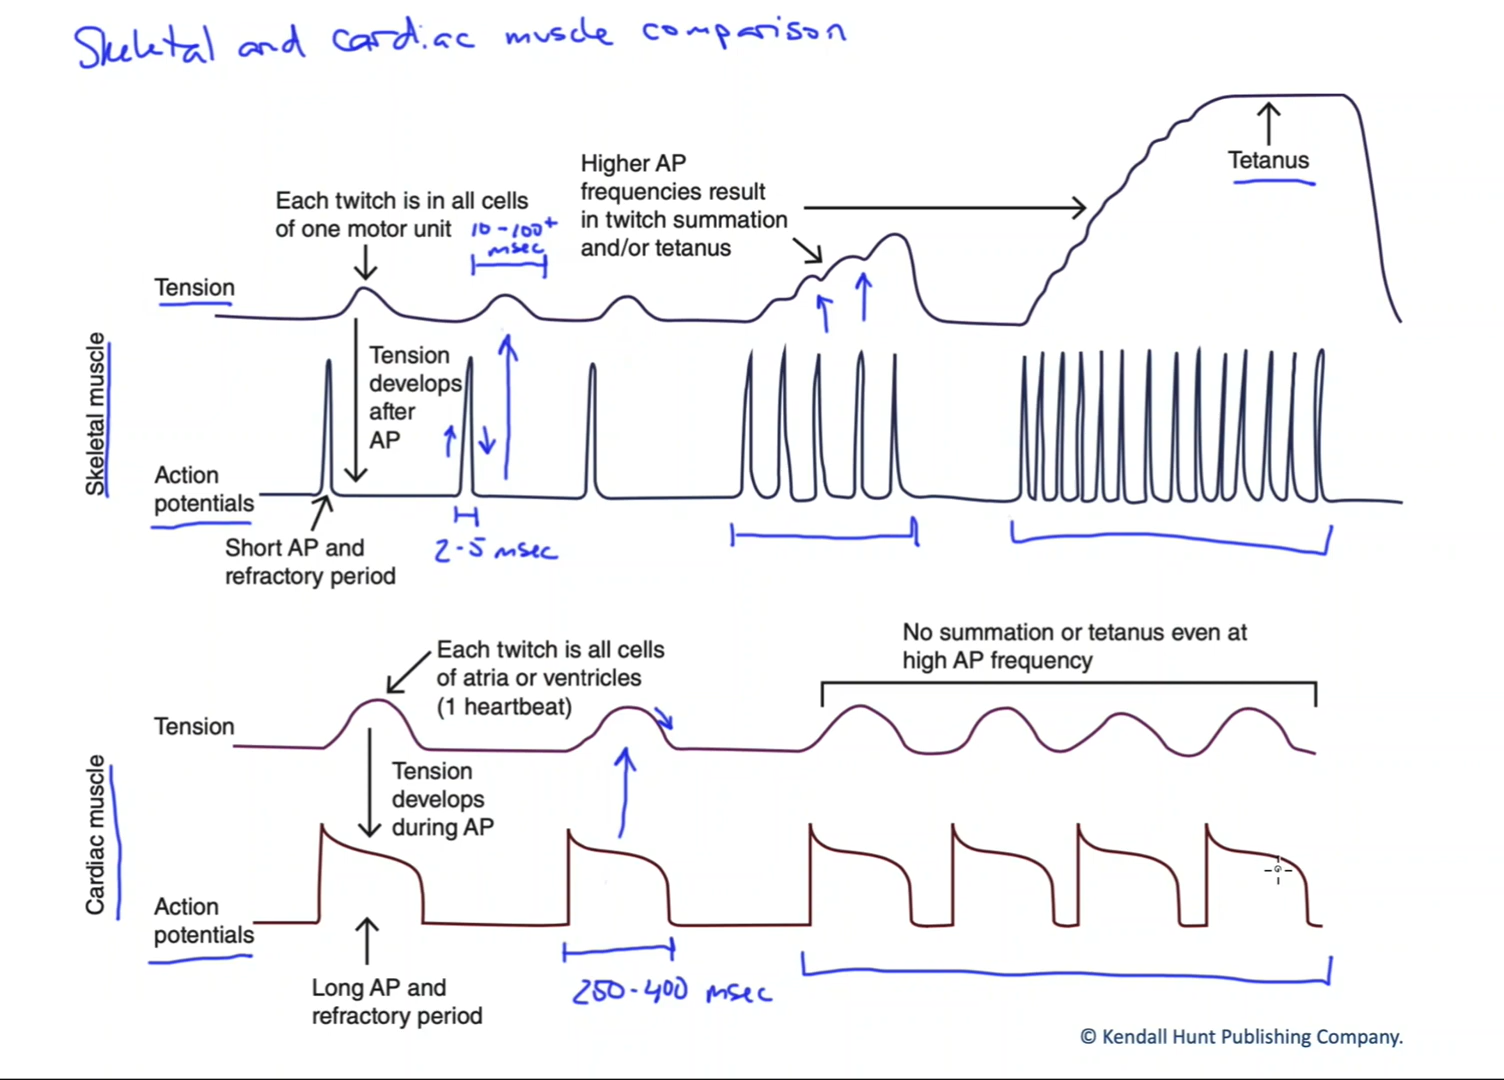 Skeletal and cardiac muscle comparison
Tetanus
Higher AP
frequencies result
in twitch summation
and/or tetanus
Each twitch is in all cells
of one motor unit
10-100+
msec
Tension
Skeletal muscle
Tension
develops
after
AP
Action
potentials
Short AP and
refractory period
2-5 msec
No summation or tetanus even at
high AP frequency
Each twitch is all cells
of atria or ventricles
(1 heartbeat)
Tension
Cardiac muscle
Tension
develops
during AP
Action
potentials
Long AP and
refractory period
250-400 msec
© Kendall Hunt Publishing Company.